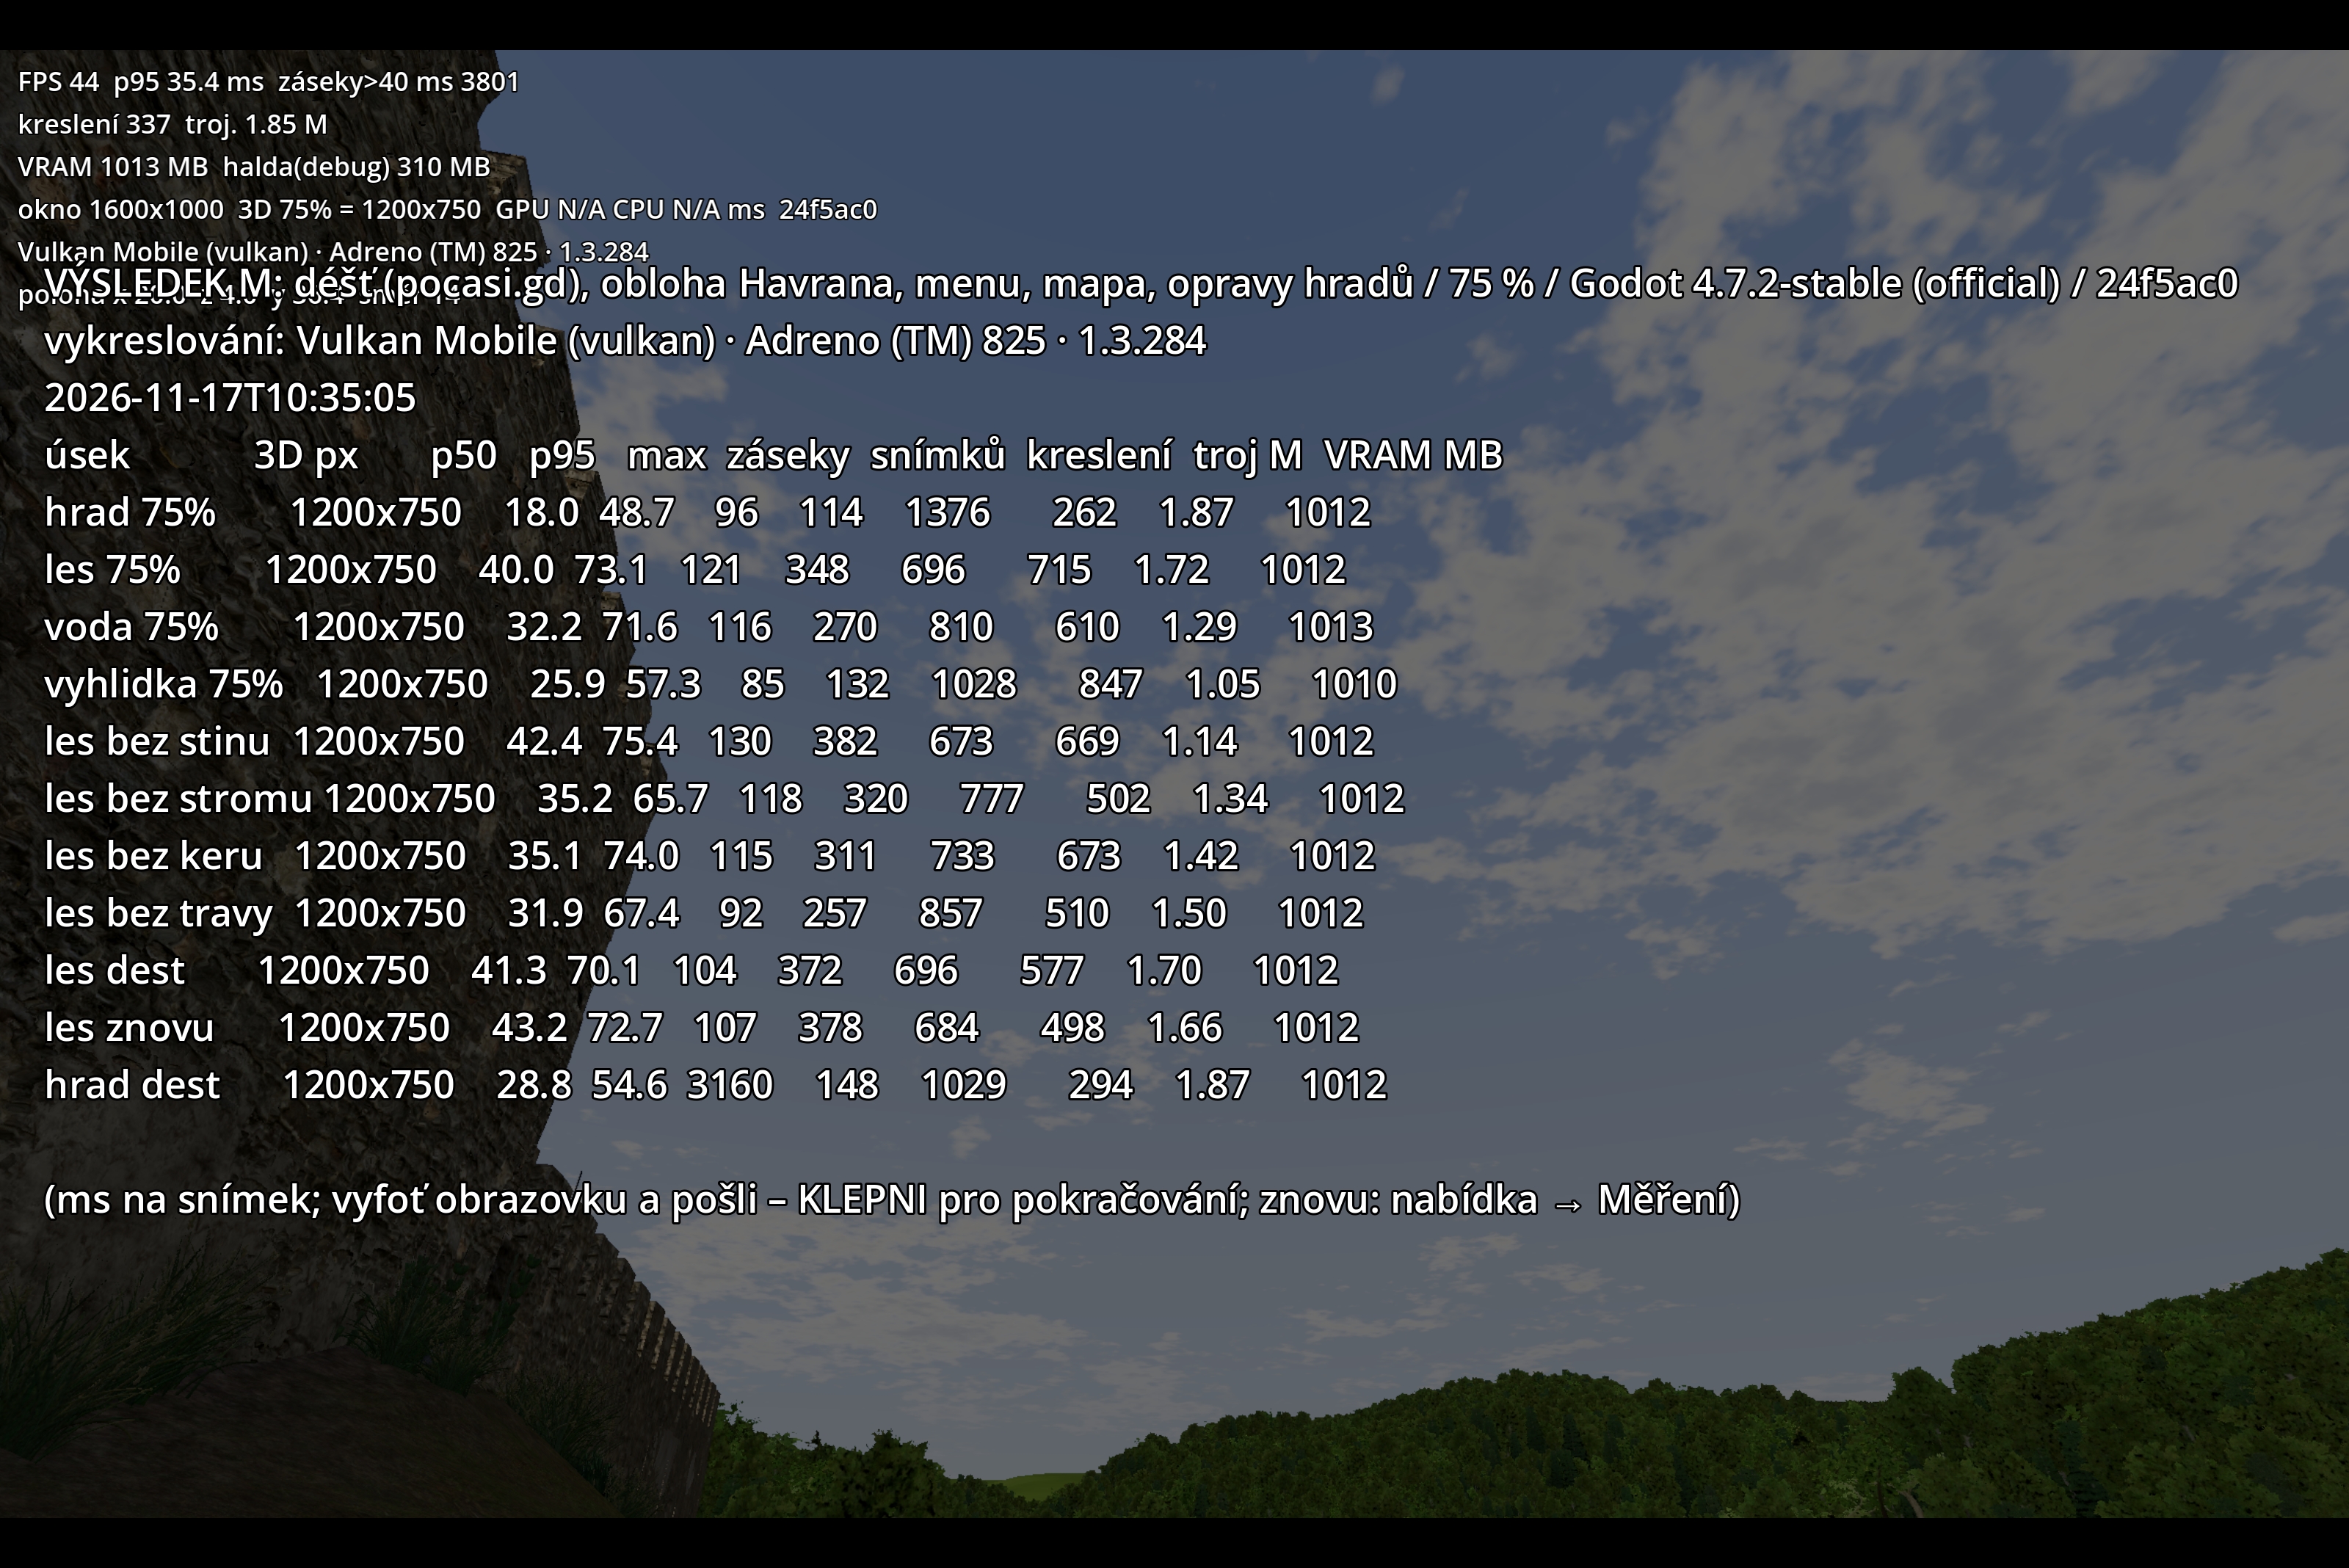 FPS 44 p95 35.4 ms záseky>40 ms 3801
kreslení 337 troj. 1.85 M
VRAM 1013 MB halda(debug) 310 MB
okno 1600x1000 3D 75% = 1200x750 GPU N/A CPU N/A ms 24f5ac0
Vulkan Mobile (vulkan) · Adreno (TM) 825 · 1.3.284
VÝSLEDEK M: déšť (pocasi.gd), obloha Havrana, menu, mapa, opravy hradů / 75 % / Godot 4.7.2-stable (official) / 24f5ac0
vykreslování: Vulkan Mobile (vulkan) · Adreno (TM) 825 · 1.3.284
2026-11-17T10:35:05
úsek 3D px p50 p95 max záseky snímků kreslení troj M VRAM MB
hrad 75% 1200x750 18.0 48.7 96 114 1376 262 1.87 1012
les 75% 1200x750 40.0 73.1 121 348 696 715 1.72 1012
voda 75% 1200x750 32.2 71.6 116 270 810 610 1.29 1013
vyhlidka 75% 1200x750 25.9 57.3 85 132 1028 847 1.05 1010
les bez stinu 1200x750 42.4 75.4 130 382 673 669 1.14 1012
les bez stromu 1200x750 35.2 65.7 118 320 777 502 1.34 1012
les bez keru 1200x750 35.1 74.0 115 311 733 673 1.42 1012
les bez travy 1200x750 31.9 67.4 92 257 857 510 1.50 1012
les dest 1200x750 41.3 70.1 104 372 696 577 1.70 1012
les znovu 1200x750 43.2 72.7 107 378 684 498 1.66 1012
hrad dest 1200x750 28.8 54.6 3160 148 1029 294 1.87 1012
(ms na snímek; vyfoť obrazovku a pošli – KLEPNI pro pokračování; znovu: nabídka → Měření)